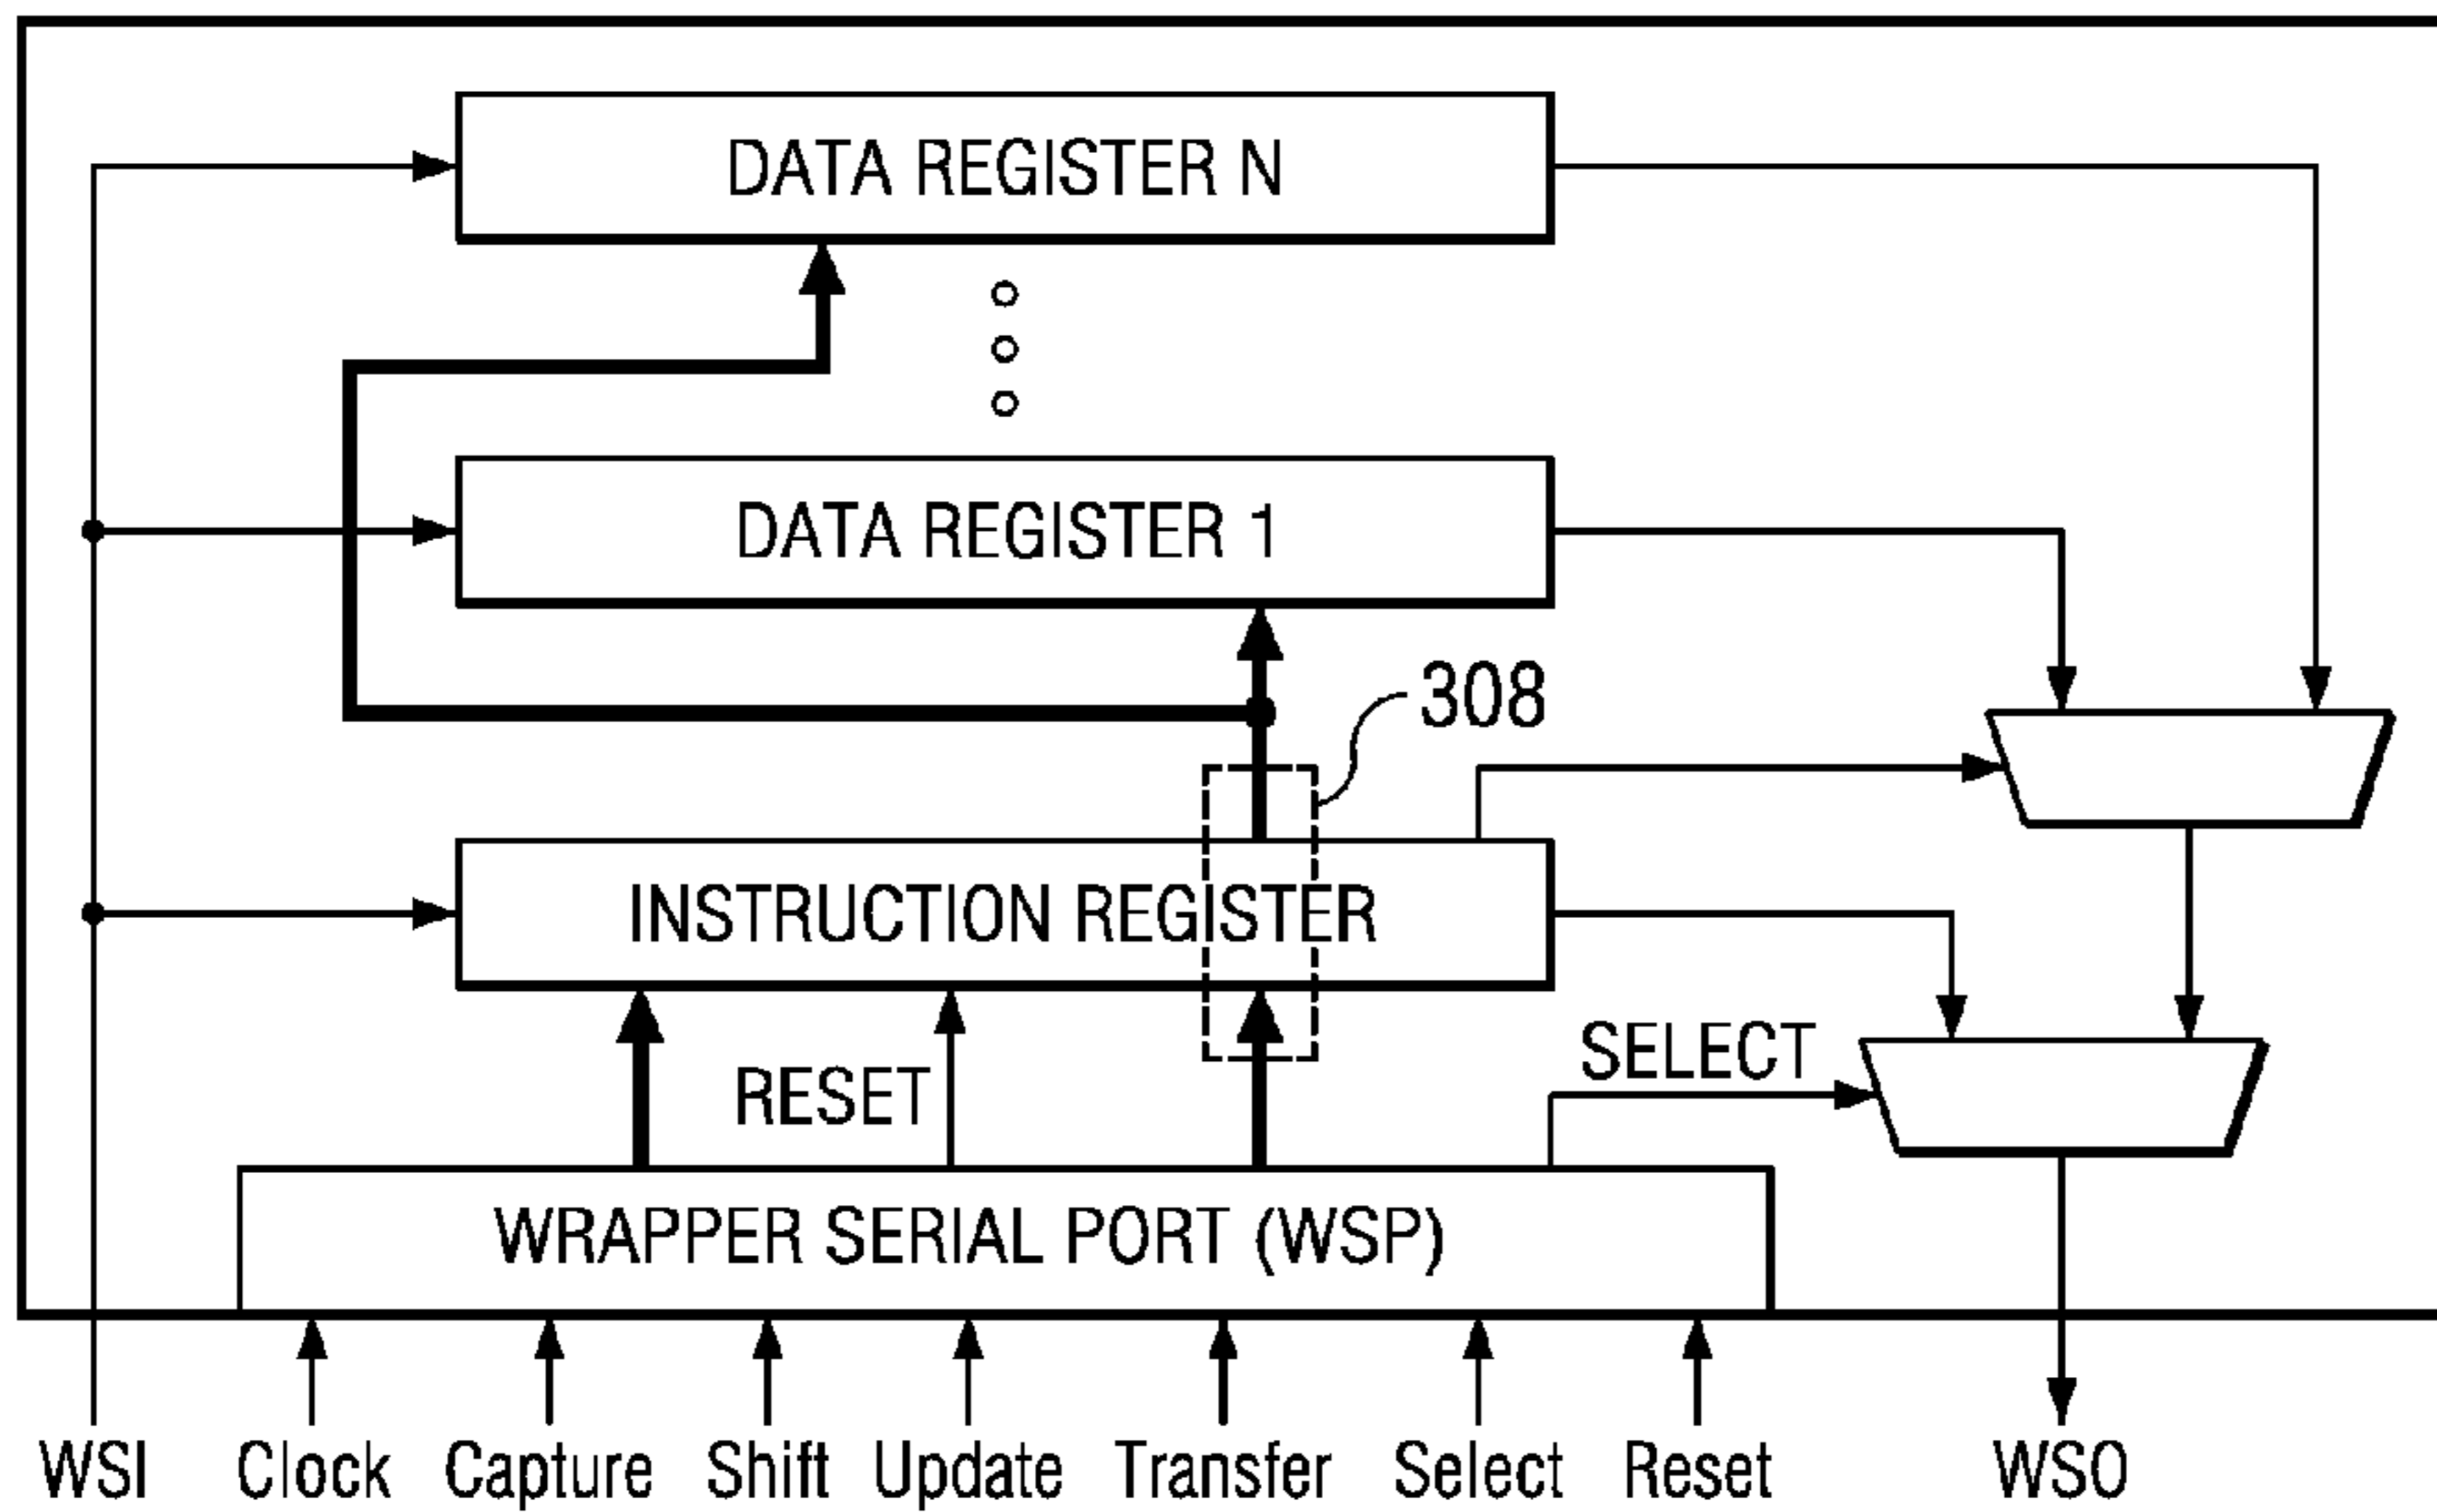 DATA REGISTER N
DATA REGISTER 1
308
INSTRUCTION REGISTER
SELECT
RESET
WRAPPER SERIAL PORT (WSP)
WSI Clock Capture Shift Update Transfer Select Reset WSO